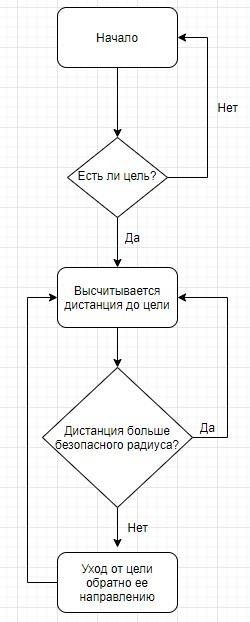 Начало
Нет
Есть ли цель?
Да
Высчитывается
дистанция до цели
Дистанция больше
безопасного радиуса?
Да
Нет
Уход от цели
обратно ее
направлению